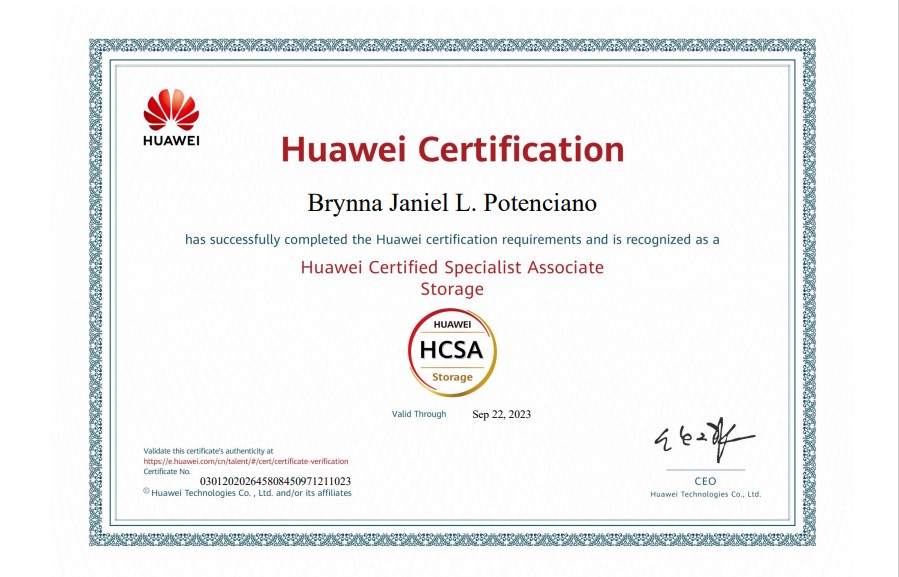 HUAWEI
Huawei Certification
Brynna Janiel L. Potenciano
has successfully completed the Huawei certification requirements and is recognized as a
Huawei Certified Specialist Associate
Storage
HUAWEI
HCSA
Storage
Valid Through Sep 22, 2023
Validate this certificate's authenticity at
https://e.huawei.com/cn/talent/#/cert/certificate-verification
Certificate No.
030120202645808450971211023
© Huawei Technologies Co. , Ltd. and/or its affiliates
CEO
Huawei Technologies Co., Ltd.